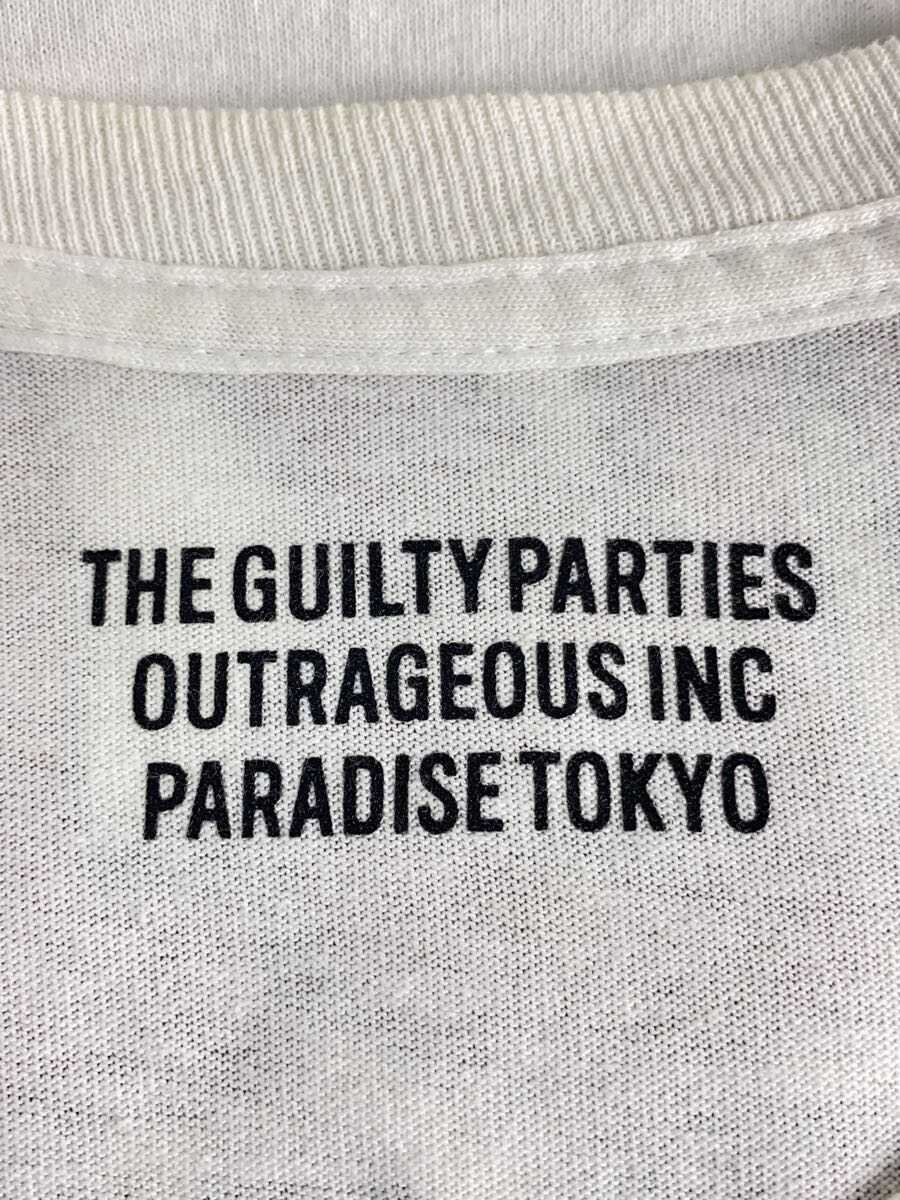 THE GUILTY PARTIES
OUTRAGEOUS INC
PARADISE TOKYO